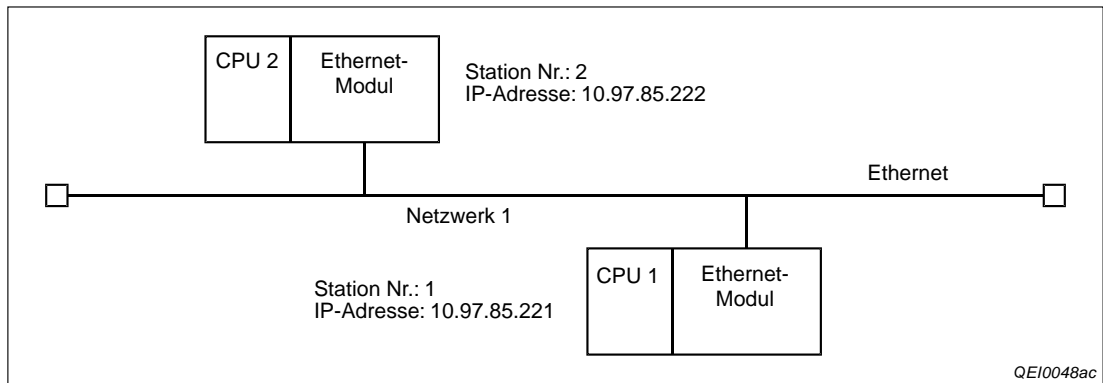 CPU 2
Ethernet-
Modul
Station Nr.: 2
IP-Adresse: 10.97.85.222
Ethernet
Netzwerk 1
Station Nr.: 1
IP-Adresse: 10.97.85.221
CPU 1
Ethernet-
Modul
QEI0048ac